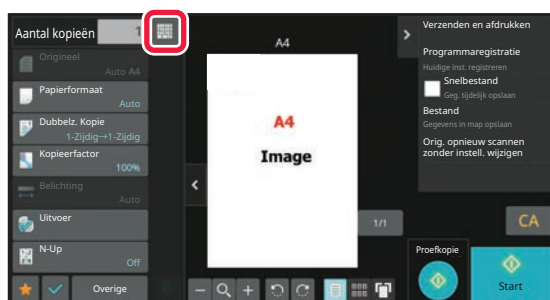 Aantal kopieën 1
Origineel
Auto A4
Papierformaat
Auto
Dubbelz. Kopie
1-Zijdig→1-Zijdig
Kopieerfactor
100%
Belichting
Auto
Uitvoer
N-Up
Off
Overige
A4
A4
Image
1/1
Verzenden en afdrukken
Programmaregistratie
Huidige inst. registreren
Snelbestand
Geg. tijdelijk opslaan
Bestand
Gegevens in map opslaan
Orig. opnieuw scannen
zonder instell. wijzigen
CA
Proefkopie
Start